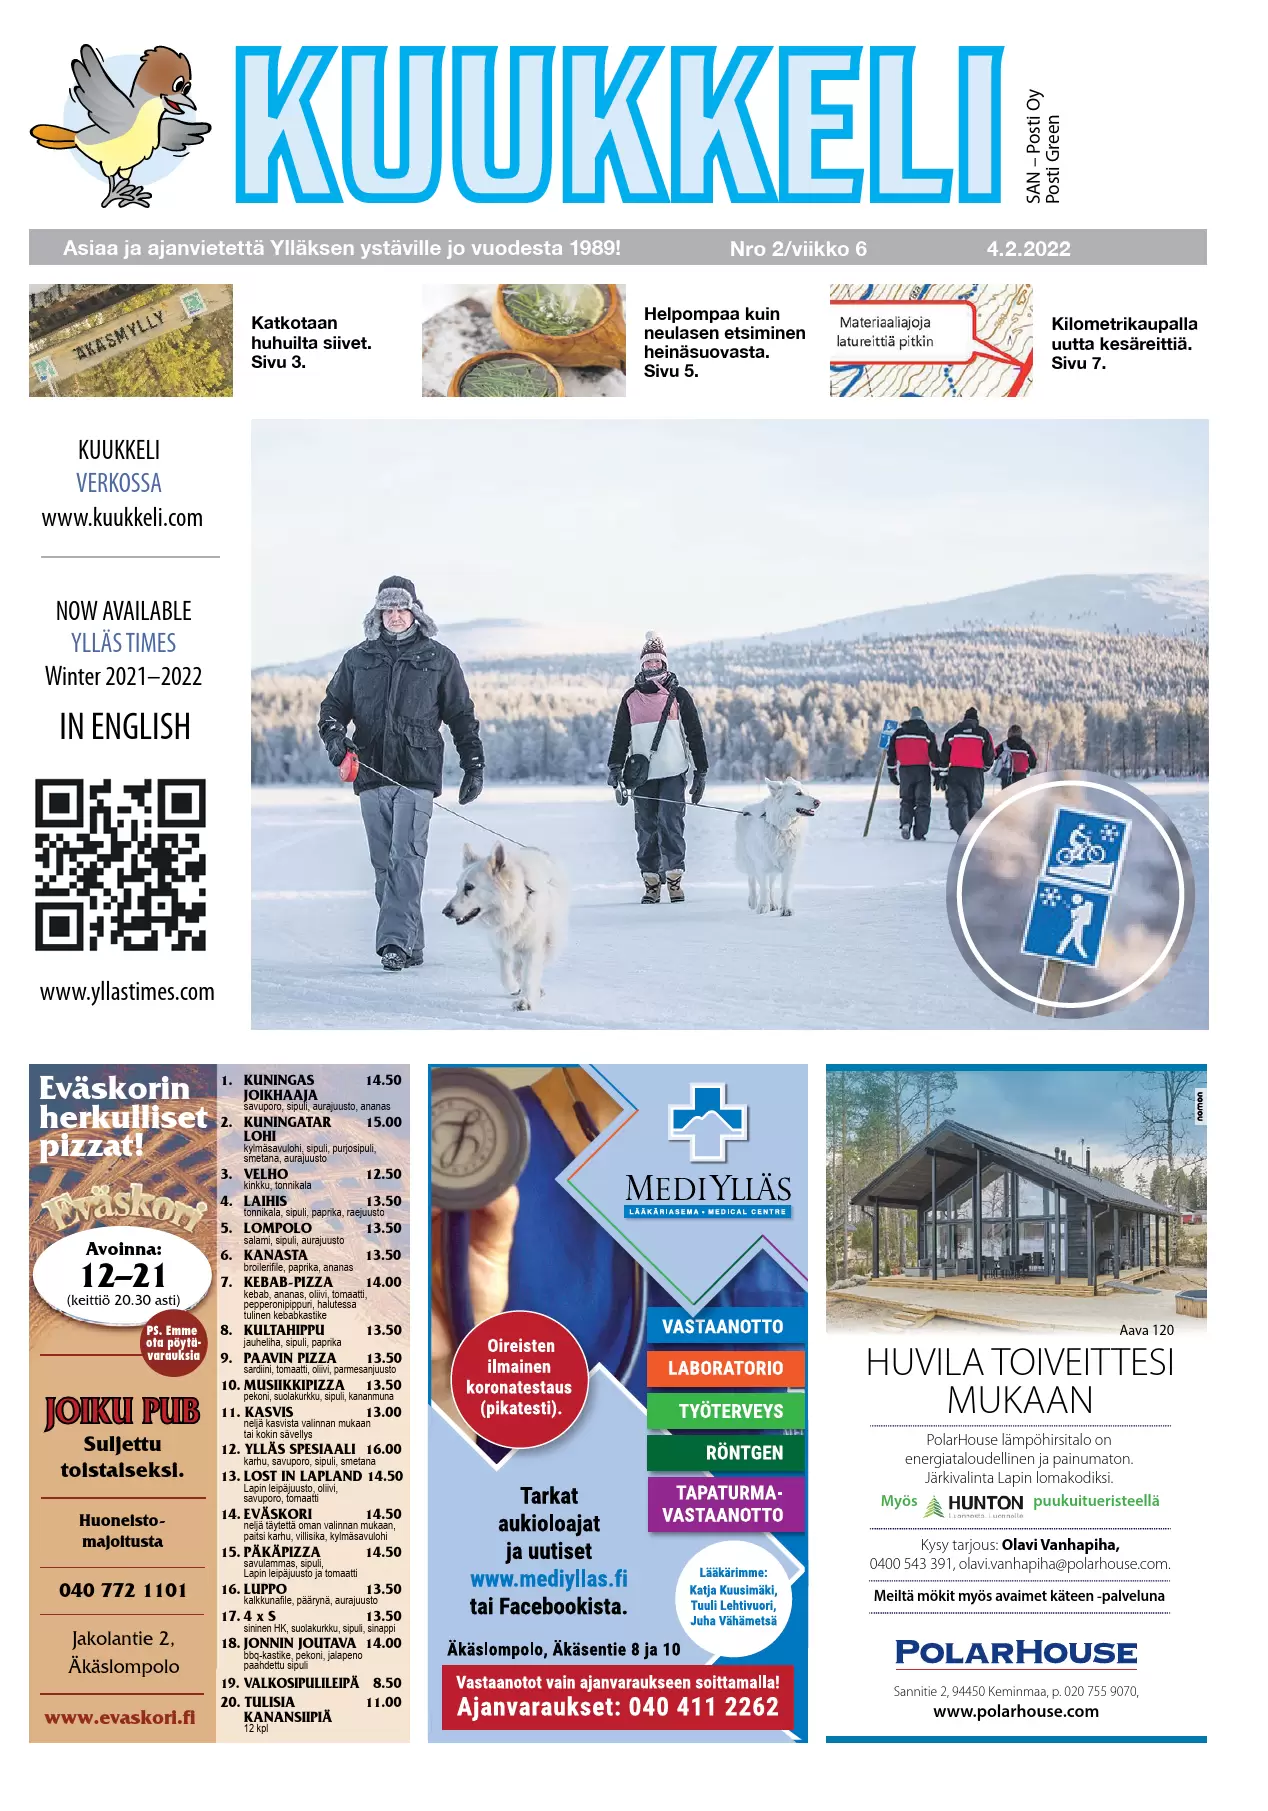 KUUKKELI
SAN – Posti Oy
Posti Green
Asiaa ja ajanvietettä Ylläksen ystäville jo vuodesta 1989!
Nro 2/viikko 6
4.2.2022
ÄKÄSMYLLY
Katkotaan
huhuilta siivet.
Sivu 3.
Helpompaa kuin
neulasen etsiminen
heinäsuovasta.
Sivu 5.
Materiaaliajoja
latureittiä pitkin
Kilometrikaupalla
uutta kesäreittiä.
Sivu 7.
KUUKKELI
VERKOSSA
www.kuukkeli.com
NOW AVAILABLE
YLLÄS TIMES
Winter 2021–2022
IN ENGLISH
www.yllastimes.com
Eväskorin
herkulliset
pizzat!
Eväskori
Avoinna:
12–21
(keittiö 20.30 asti)
PS. Emme
ota pöytä-
varauksia
JOIKU PUB
Suljettu
toistaiseksi.
Huoneisto-
majoitusta
040 772 1101
Jakolantie 2,
Äkäslompolo
www.evaskori.fi
1. KUNINGAS 14.50
JOIKHAAJA
savuporo, sipuli, aurajuusto, ananas
2. KUNINGATAR 15.00
LOHI
kylmäsavulohi, sipuli, purjosipuli,
smetana, aurajuusto
3. VELHO 12.50
kinkku, tonnikala
4. LAIHIS 13.50
tonnikala, sipuli, paprika, raejuusto
5. LOMPOLO 13.50
salami, sipuli, aurajuusto
6. KANASTA 13.50
broilerifile, paprika, ananas
7. KEBAB-PIZZA 14.00
kebab, ananas, oliivi, tomaatti,
pepperonipippuri, halutessa
tulinen kebabkastike
8. KULTAHIPPU 13.50
jauheliha, sipuli, paprika
9. PAAVIN PIZZA 13.50
sardiini, tomaatti, oliivi, parmesanjuusto
10. MUSIIKKIPIZZA 13.50
pekoni, suolakurkku, sipuli, kananmuna
11. KASVIS 13.00
neljä kasvista valinnan mukaan
tai kokin sävellys
12. YLLÄS SPESIAALI 16.00
karhu, savuporo, sipuli, smetana
13. LOST IN LAPLAND 14.50
Lapin leipäjuusto, oliivi,
savuporo, tomaatti
14. EVÄSKORI 14.50
neljä täytettä oman valinnan mukaan,
paitsi karhu, villisika, kylmäsavulohi
15. PÄKÄPIZZA 14.50
savulammas, sipuli,
Lapin leipäjuusto ja tomaatti
16. LUPPO 13.50
kalkkunafile, päärynä, aurajuusto
17. 4 x S 13.50
sininen HK, suolakurkku, sipuli, sinappi
18. JONNIN JOUTAVA 14.00
bbq-kastike, pekoni, jalapeno
paahdettu sipuli
19. VALKOSIPULILEIPÄ 8.50
20. TULISIA 11.00
KANANSIIPIÄ
12 kpl
MEDIYLLÄS
LÄÄKÄRIASEMA • MEDICAL CENTRE
VASTAANOTTO
LABORATORIO
TYÖTERVEYS
RÖNTGEN
TAPATURMA-
VASTAANOTTO
Oireisten
ilmainen
koronatestaus
(pikatesti).
Tarkat
aukioloajat
ja uutiset
www.mediyllas.fi
tai Facebookista.
Lääkärimme:
Katja Kuusimäki,
Tuuli Lehtivuori,
Juha Vähämetsä
Äkäslompolo, Äkäsentie 8 ja 10
Vastaanotot vain ajanvaraukseen soittamalla!
Ajanvaraukset: 040 411 2262
nomon
Aava 120
HUVILA TOIVEITTESI
MUKAAN
PolarHouse lämpöhirsitalo on
energiataloudellinen ja painumaton.
Järkivalinta Lapin lomakodiksi.
Myös HUNTON puukuitueristeellä
Luonnosta. Luonnolle
Kysy tarjous: Olavi Vanhapiha,
0400 543 391, olavi.vanhapiha@polarhouse.com.
Meiltä mökit myös avaimet käteen -palveluna
POLARHOUSE
Sannitie 2, 94450 Keminmaa, p. 020 755 9070,
www.polarhouse.com